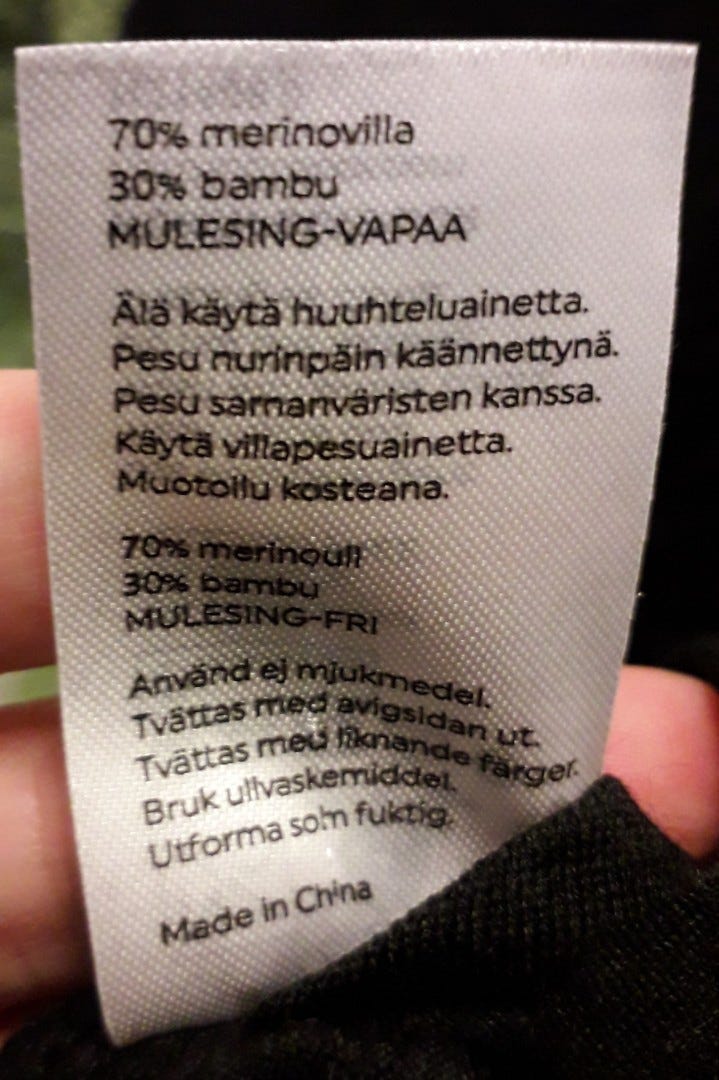 70% merinovilla
30% bambu
MULESING-VAPAA
Älä käytä huuhteluainetta.
Pesu nurinpäin käännettynä.
Pesu samanväristen kanssa.
Käytä villapesuainetta.
Muotoilu kosteana.
70% merinoull
30% bambu
MULESING-FRI
Använd ej mjukmedel.
Tvättas med avigsidan ut.
Tvättas med liknande färger.
Bruk ullvaskemiddel.
Utforma som fuktig.
Made in China